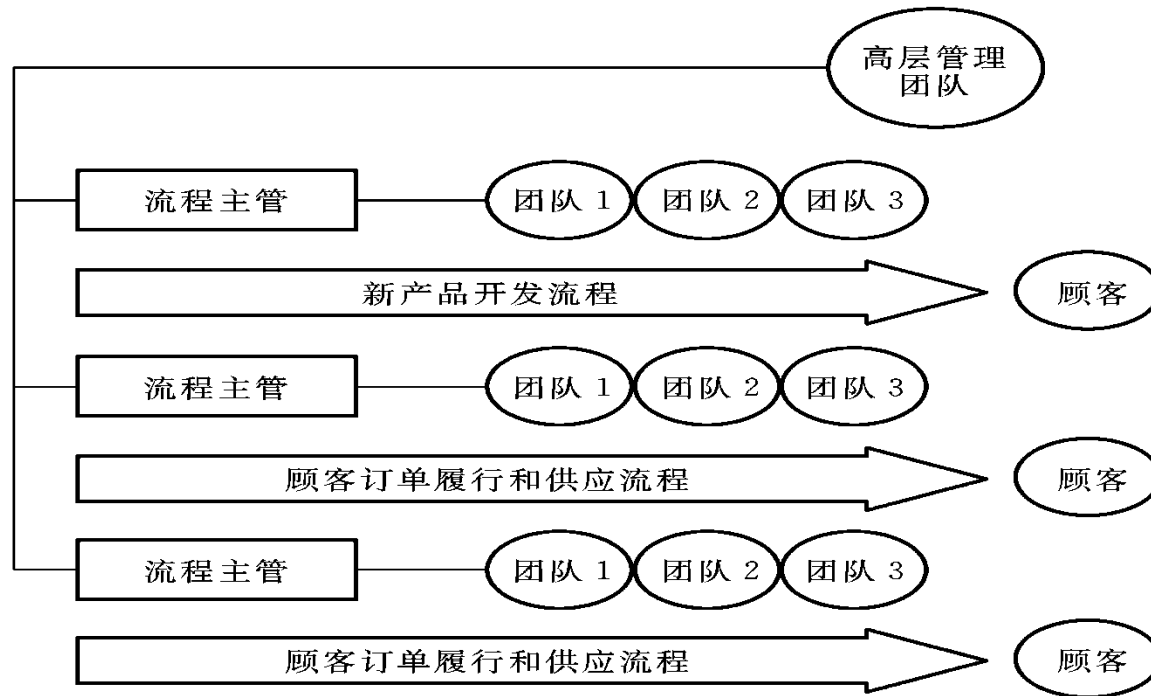 高层管理
团队
流程主管
团队 1 团队 2 团队 3
新产品开发流程
顾客
流程主管
团队 1 团队 2 团队 3
顾客订单履行和供应流程
顾客
流程主管
团队 1 团队 2 团队 3
顾客订单履行和供应流程
顾客